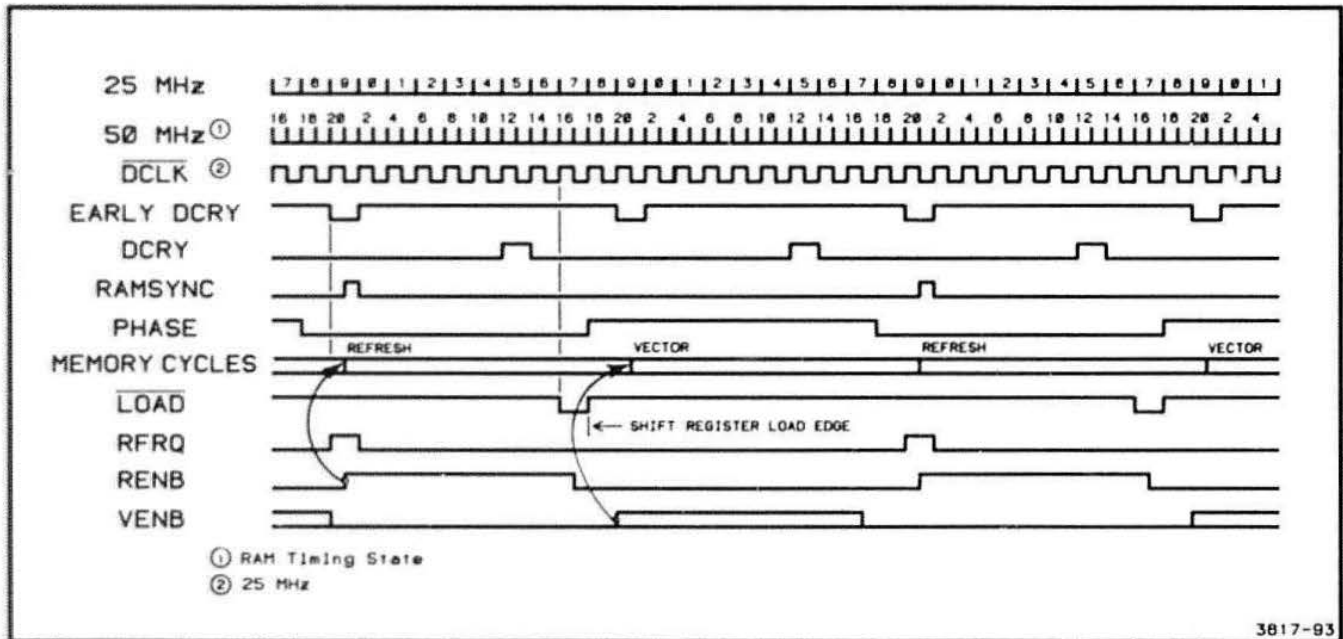 25 MHz 7 8 9 0 1 2 3 4 5 6 7 8 9 0 1 2 3 4 5 6 7 8 9 0 1 2 3 4 5 6 7 8 9 0 1
16 18 20 2 4 6 8 10 12 14 16 18 20 2 4 6 8 10 12 14 16 18 20 2 4 6 8 10 12 14 16 18 20 2 4
50 MHz ①
DCLK ②
EARLY DCRY
DCRY
RAMSYNC
PHASE
REFRESH VECTOR REFRESH VECTOR
MEMORY CYCLES
LOAD
← SHIFT REGISTER LOAD EDGE
RFRQ
RENB
VENB
① RAM Timing State
② 25 MHz
3817-93